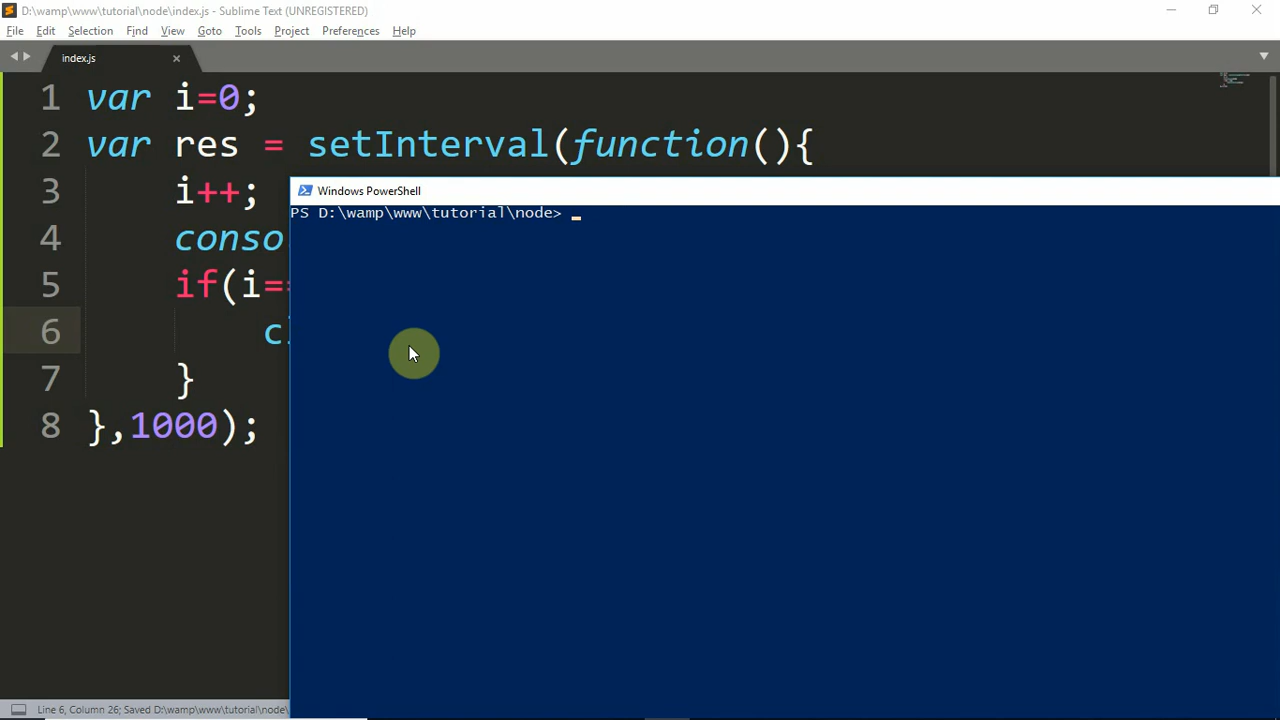 D:\wamp\www\tutorial\node\index.js - Sublime Text (UNREGISTERED)
File Edit Selection Find View Goto Tools Project Preferences Help
index.js
1 var i=0;
2 var res = setInterval(function(){
3 i++;
4 conso
5 if(i==
6 cl
7 }
8 },1000);
Windows PowerShell
PS D:\wamp\www\tutorial\node>
Line 6, Column 26; Saved D:\wamp\www\tutorial\node\